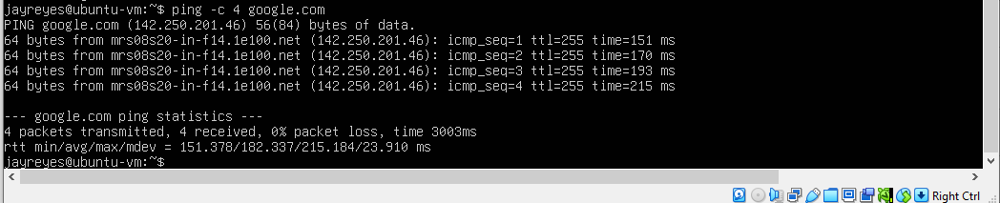 jayreyes@ubuntu-vm:~$ ping -c 4 google.com
PING google.com (142.250.201.46) 56(84) bytes of data.
64 bytes from mrs08s20-in-f14.1e100.net (142.250.201.46): icmp_seq=1 ttl=255 time=151 ms
64 bytes from mrs08s20-in-f14.1e100.net (142.250.201.46): icmp_seq=2 ttl=255 time=170 ms
64 bytes from mrs08s20-in-f14.1e100.net (142.250.201.46): icmp_seq=3 ttl=255 time=193 ms
64 bytes from mrs08s20-in-f14.1e100.net (142.250.201.46): icmp_seq=4 ttl=255 time=215 ms
--- google.com ping statistics ---
4 packets transmitted, 4 received, 0% packet loss, time 3003ms
rtt min/avg/max/mdev = 151.378/182.337/215.184/23.910 ms
jayreyes@ubuntu-vm:~$
Right Ctrl